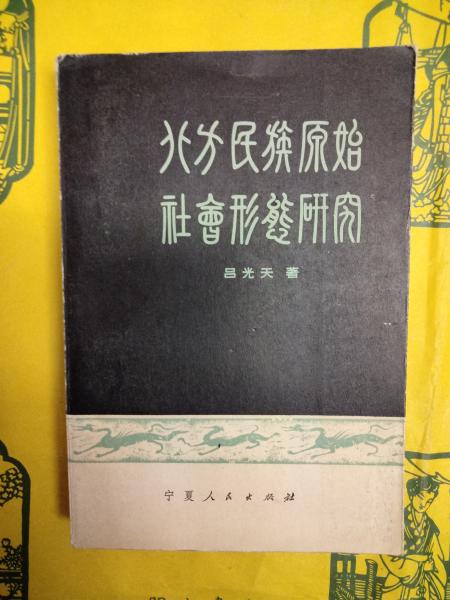 北方民族原始
社會形態研究
吕光天 著
宁夏人民出版社